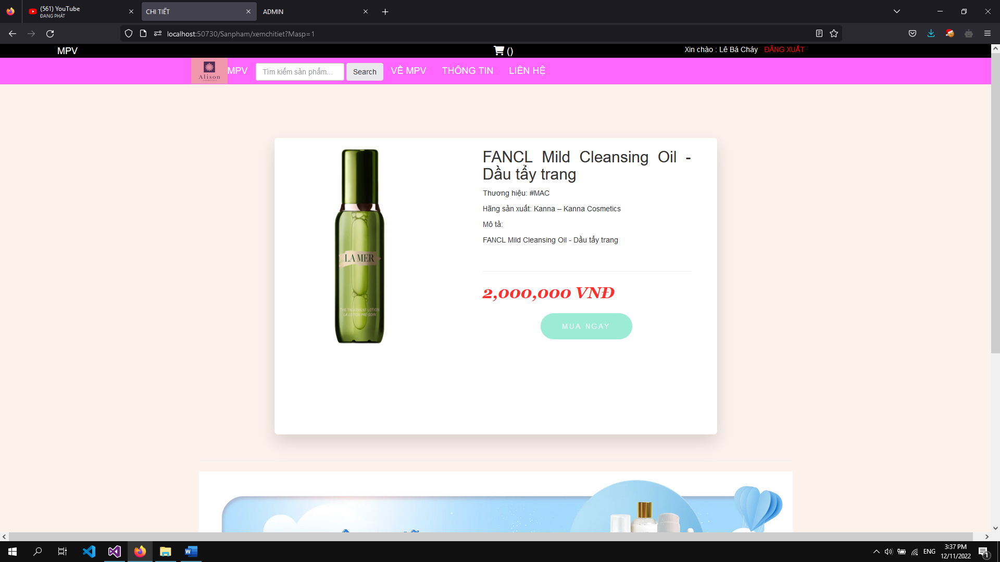 (561) YouTube
ĐANG PHÁT
CHI TIẾT
ADMIN
localhost:50730/Sanpham/xemchitiet?Masp=1
MPV
()
Xin chào : Lê Bá Cháy ĐĂNG XUẤT
Alison
MPV
Tìm kiếm sản phẩm...
Search
VỀ MPV
THÔNG TIN
LIÊN HỆ
FANCL Mild Cleansing Oil -
Dầu tẩy trang
Thương hiệu: #MAC
Hãng sản xuất: Kanna – Kanna Cosmetics
Mô tả:
FANCL Mild Cleansing Oil - Dầu tẩy trang
2,000,000 VNĐ
MUA NGAY
LA MER
THE TREATMENT LOTION
LA LOTION PRÉ-SOIN
ENG
3:37 PM
12/11/2022
1